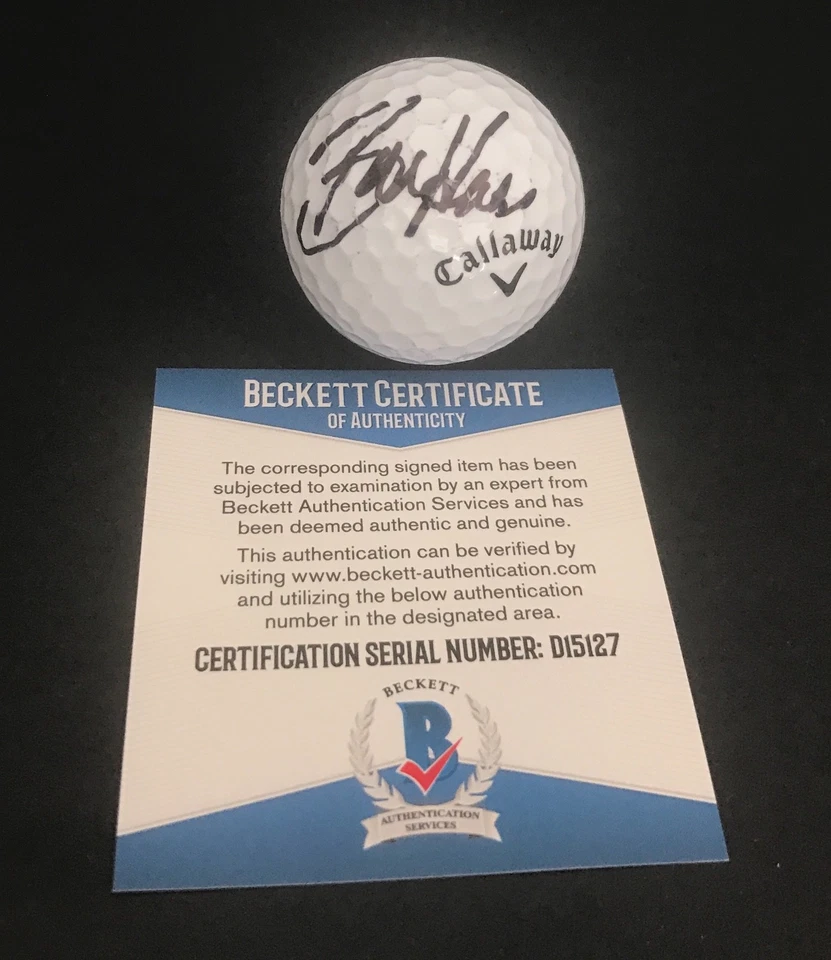 Callaway
BECKETT CERTIFICATE
OF AUTHENTICITY
The corresponding signed item has been
subjected to examination by an expert from
Beckett Authentication Services and has
been deemed authentic and genuine.
This authentication can be verified by
visiting www.beckett-authentication.com
and utilizing the below authentication
number in the designated area.
CERTIFICATION SERIAL NUMBER: D15127
BECKETT
B
AUTHENTICATION
SERVICES